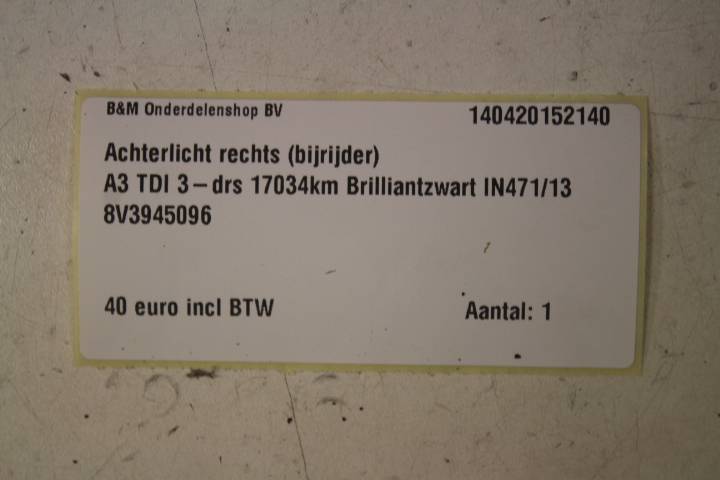 B&M Onderdelenshop BV
140420152140
Achterlicht rechts (bijrijder)
A3 TDI 3-drs 17034km Brilliantzwart IN471/13
8V3945096
40 euro incl BTW
Aantal: 1